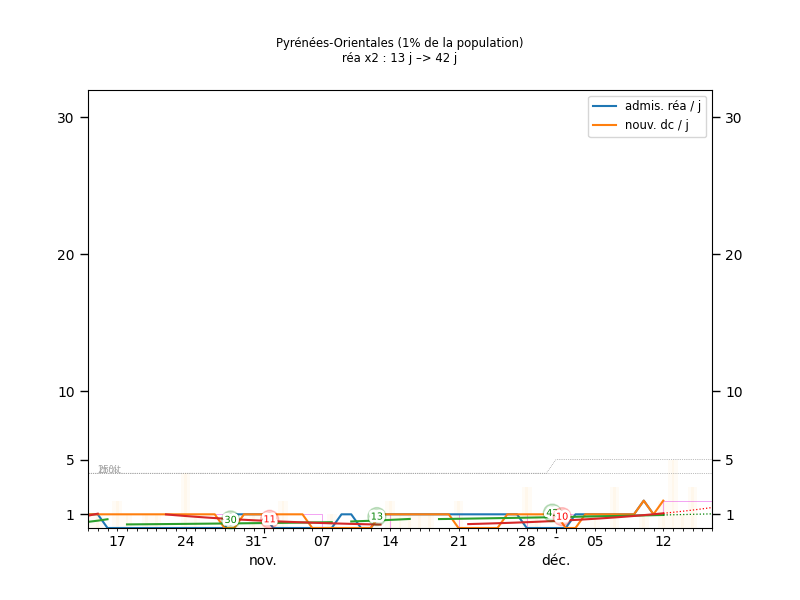 Pyrénées-Orientales (1% de la population)
réa x2 : 13 j –> 42 j
admis. réa / j
nouv. dc / j
30 30
20 20
10 10
5 5
1 1
30 11 13 10
17 24 31 07 14 21 28 05 12
nov. déc.